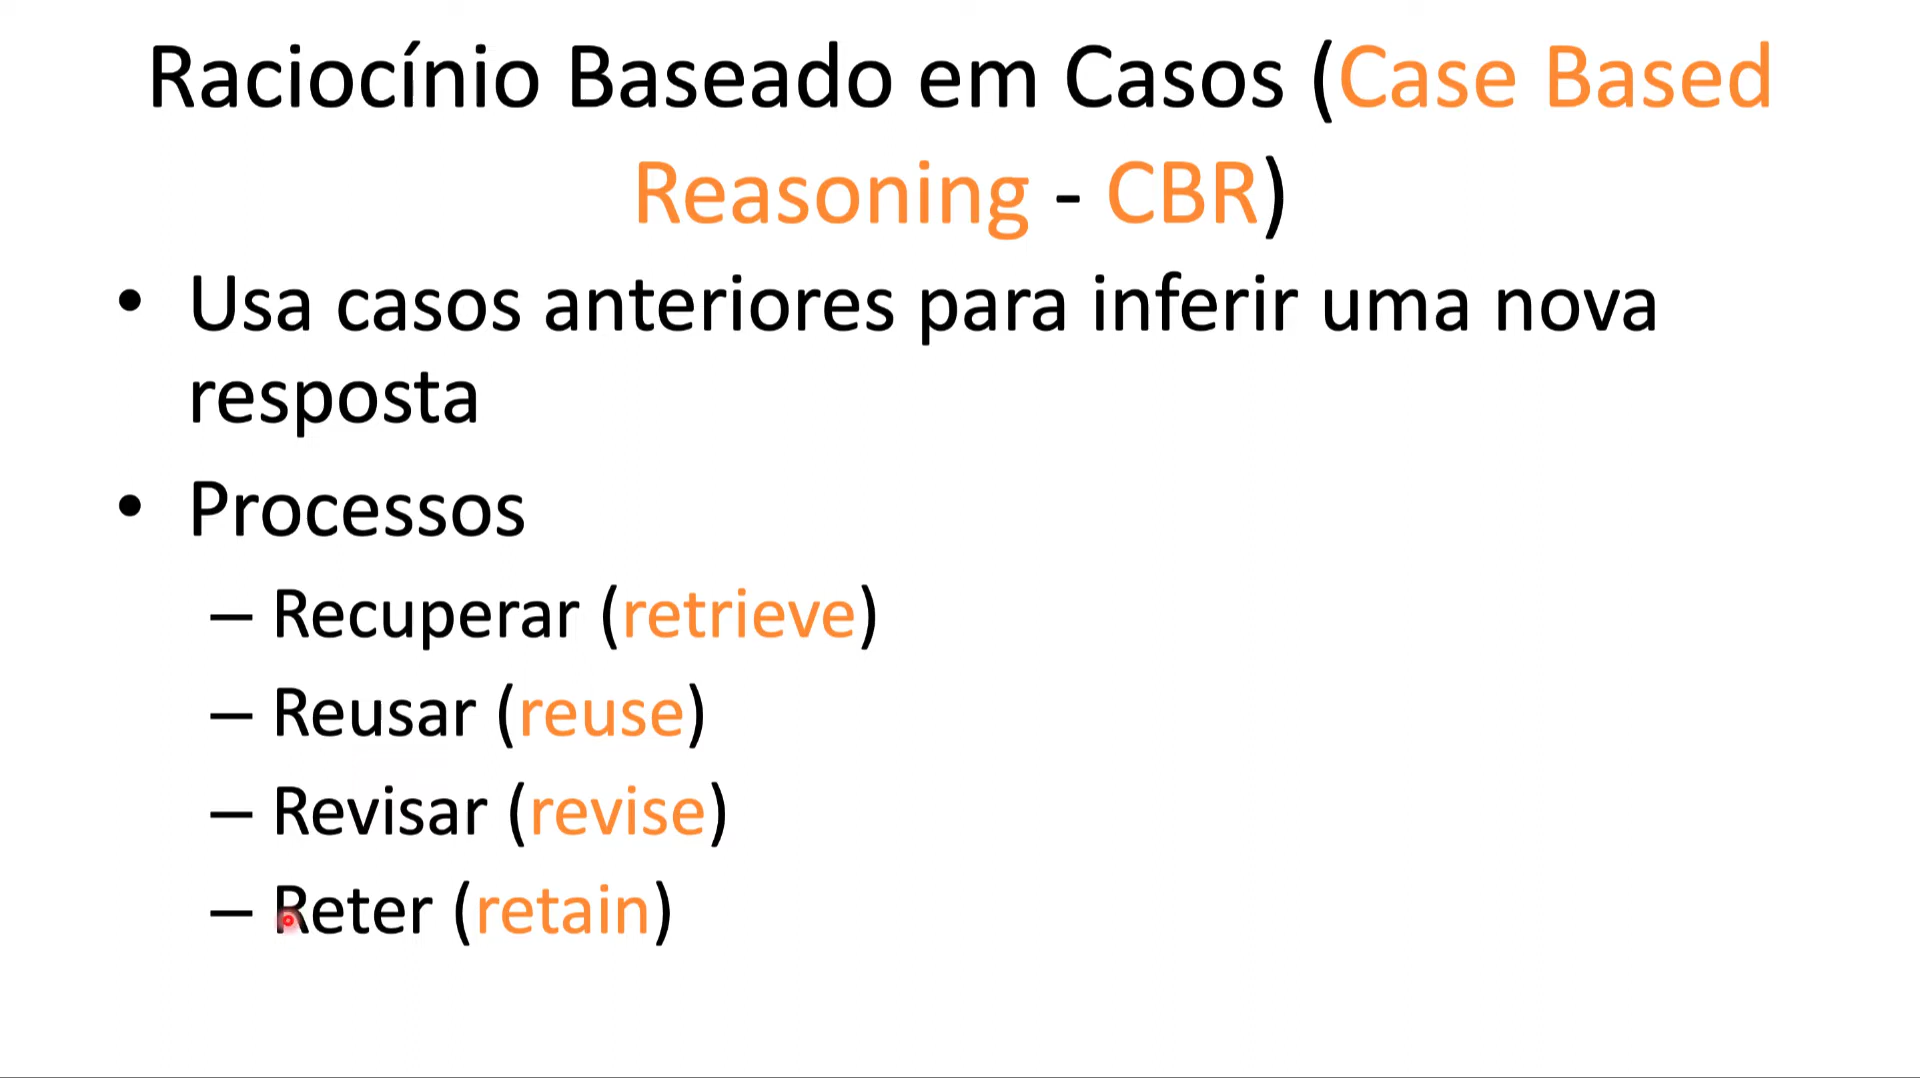 Raciocínio Baseado em Casos (Case Based
Reasoning - CBR)
• Usa casos anteriores para inferir uma nova
resposta
• Processos
– Recuperar (retrieve)
– Reusar (reuse)
– Revisar (revise)
– Reter (retain)